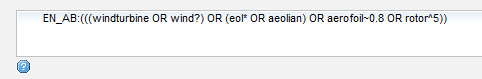 EN_AB:(((windturbine OR wind?) OR (eol* OR aeolian) OR aerofoil~0.8 OR rotor^5))
?